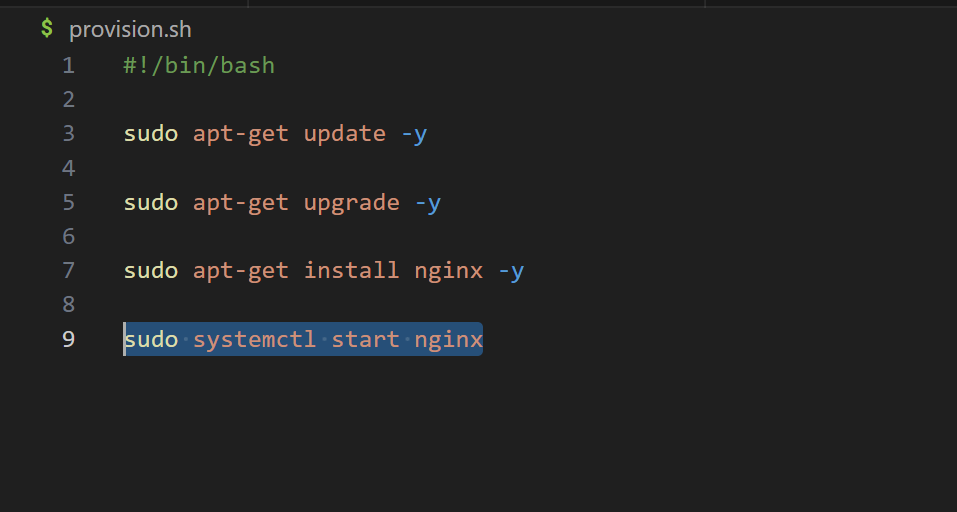 $ provision.sh
1 #!/bin/bash
2
3 sudo apt-get update -y
4
5 sudo apt-get upgrade -y
6
7 sudo apt-get install nginx -y
8
9 sudo systemctl start nginx